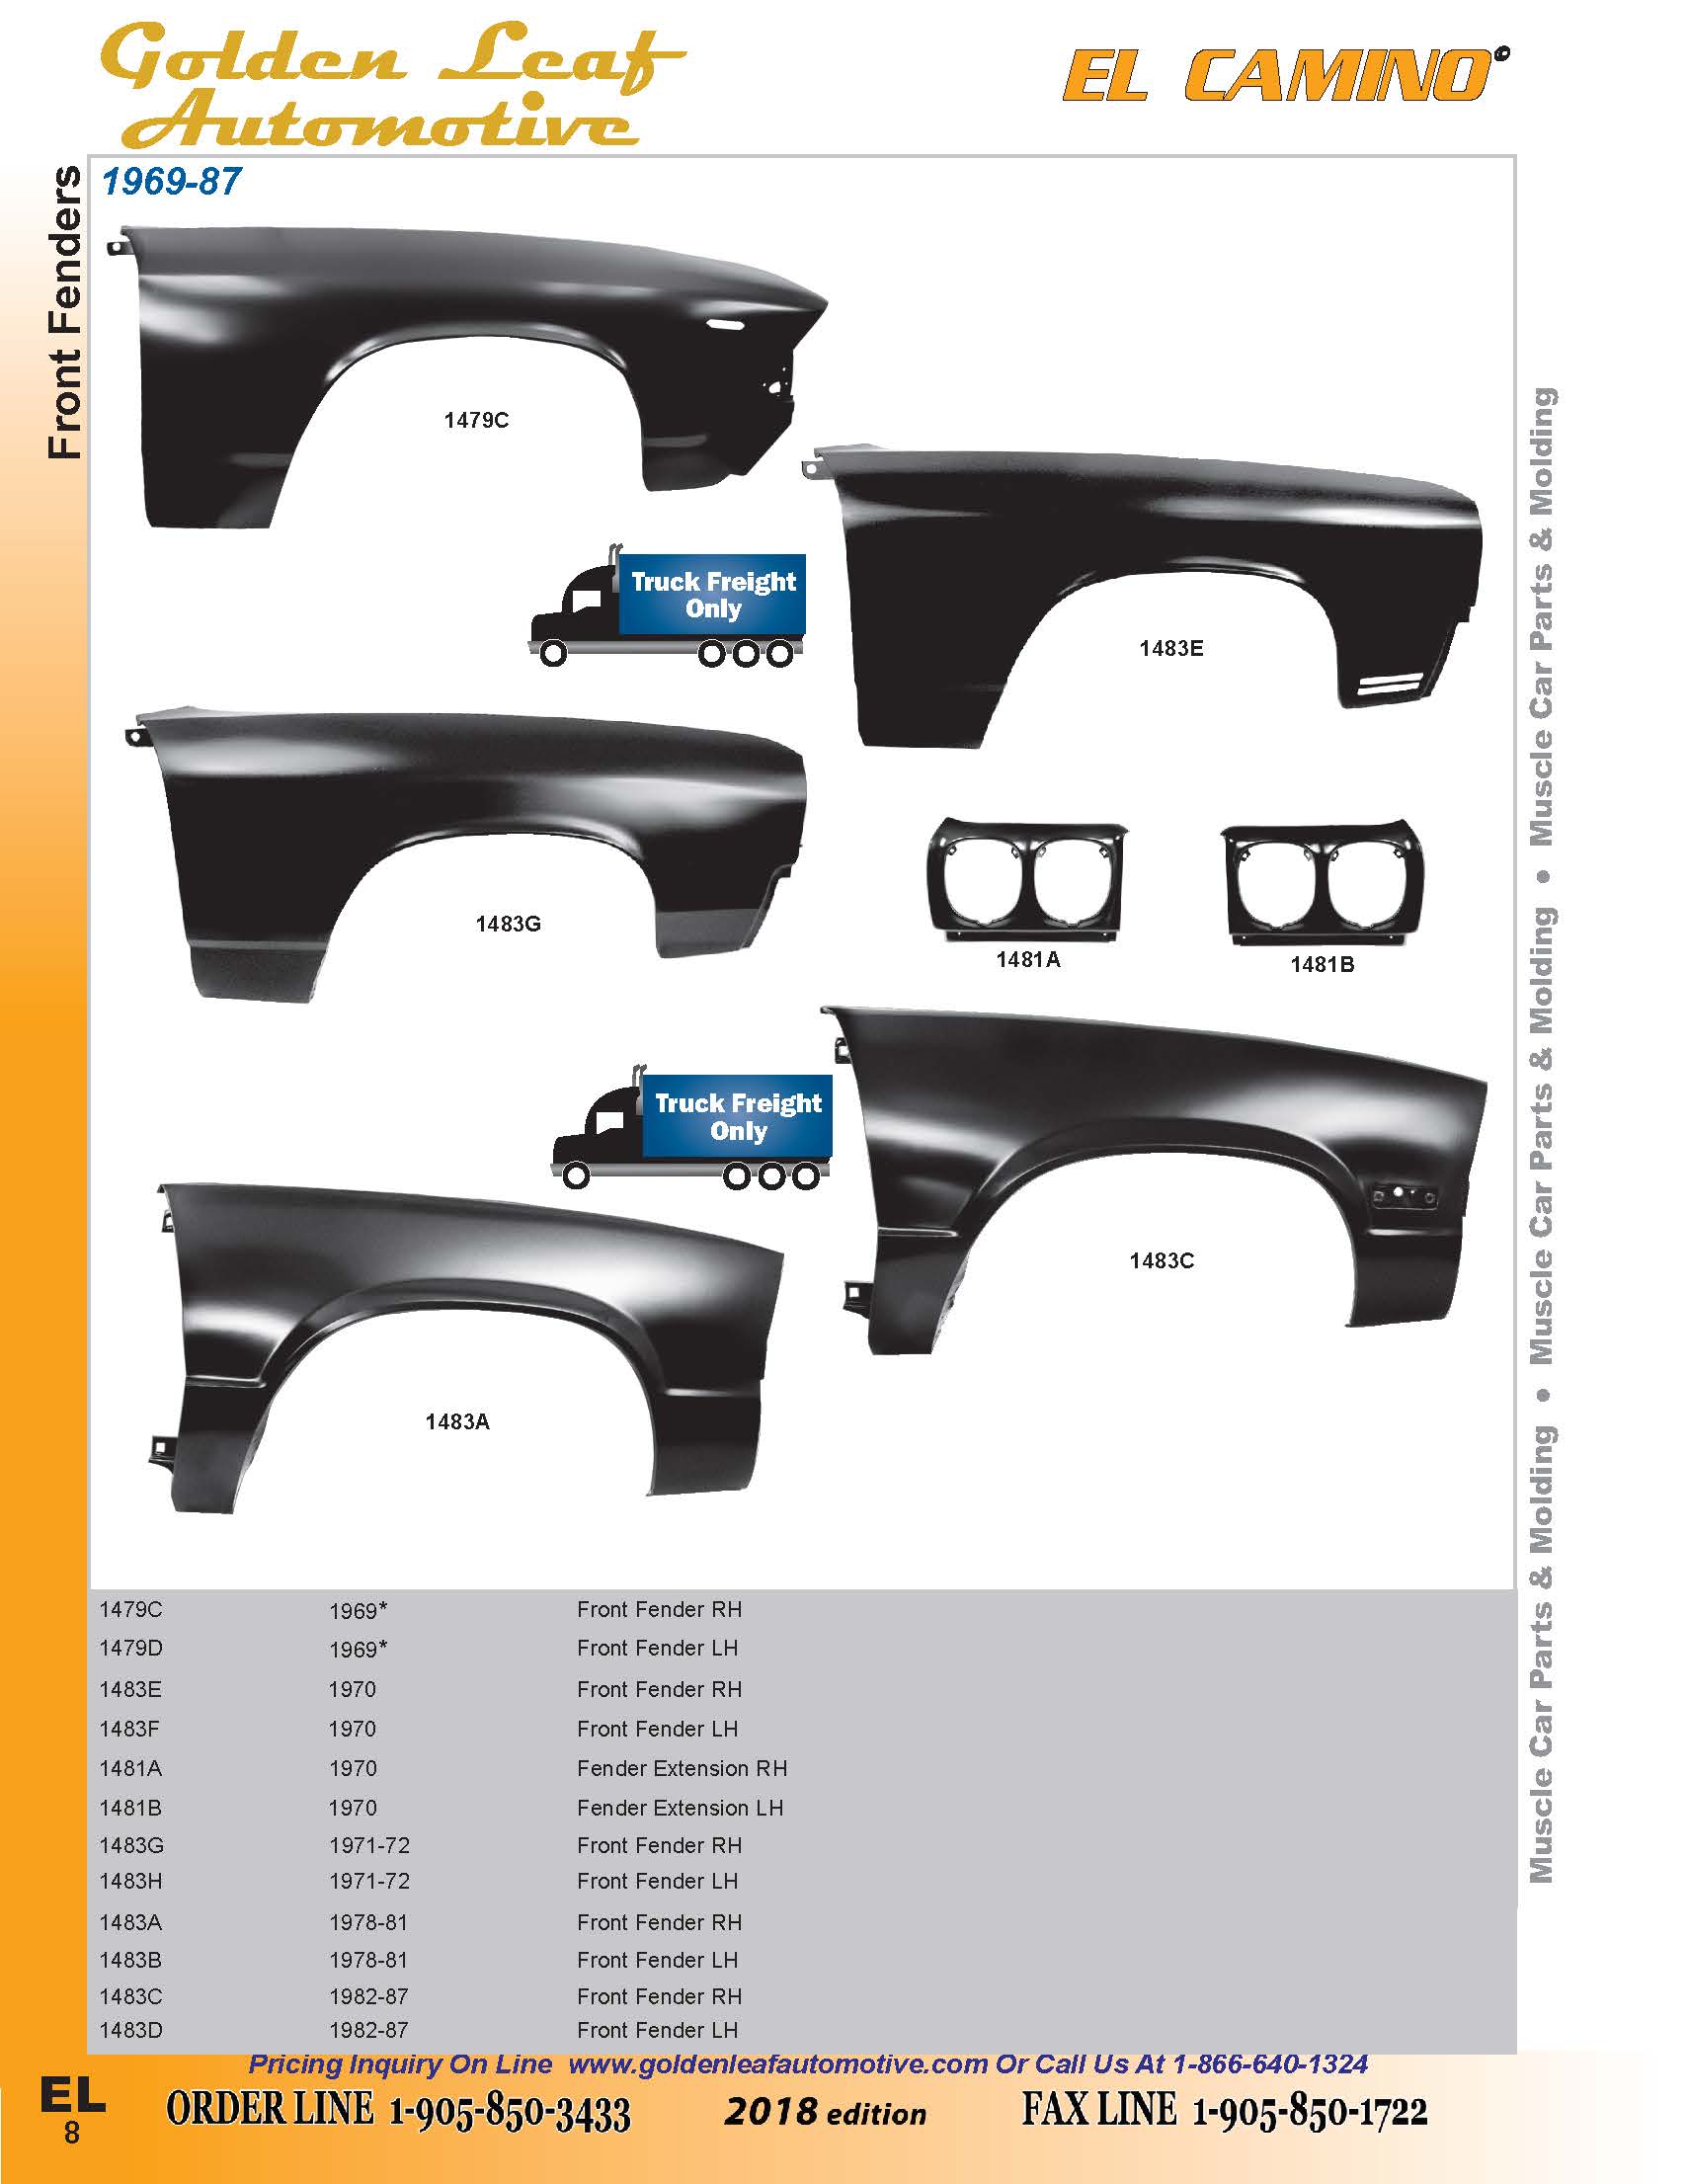 Golden Leaf
Automotive
EL CAMINO
Front Fenders
1969-87
1479C
Truck Freight
Only
1483E
1483G
1481A
1481B
Truck Freight
Only
1483C
1483A
Muscle Car Parts & Molding • Muscle Car Parts & Molding • Muscle Car Parts & Molding
1479C 1969* Front Fender RH
1479D 1969* Front Fender LH
1483E 1970 Front Fender RH
1483F 1970 Front Fender LH
1481A 1970 Fender Extension RH
1481B 1970 Fender Extension LH
1483G 1971-72 Front Fender RH
1483H 1971-72 Front Fender LH
1483A 1978-81 Front Fender RH
1483B 1978-81 Front Fender LH
1483C 1982-87 Front Fender RH
1483D 1982-87 Front Fender LH
Pricing Inquiry On Line www.goldenleafautomotive.com Or Call Us At 1-866-640-1324
EL
8
ORDER LINE 1-905-850-3433 2018 edition FAX LINE 1-905-850-1722